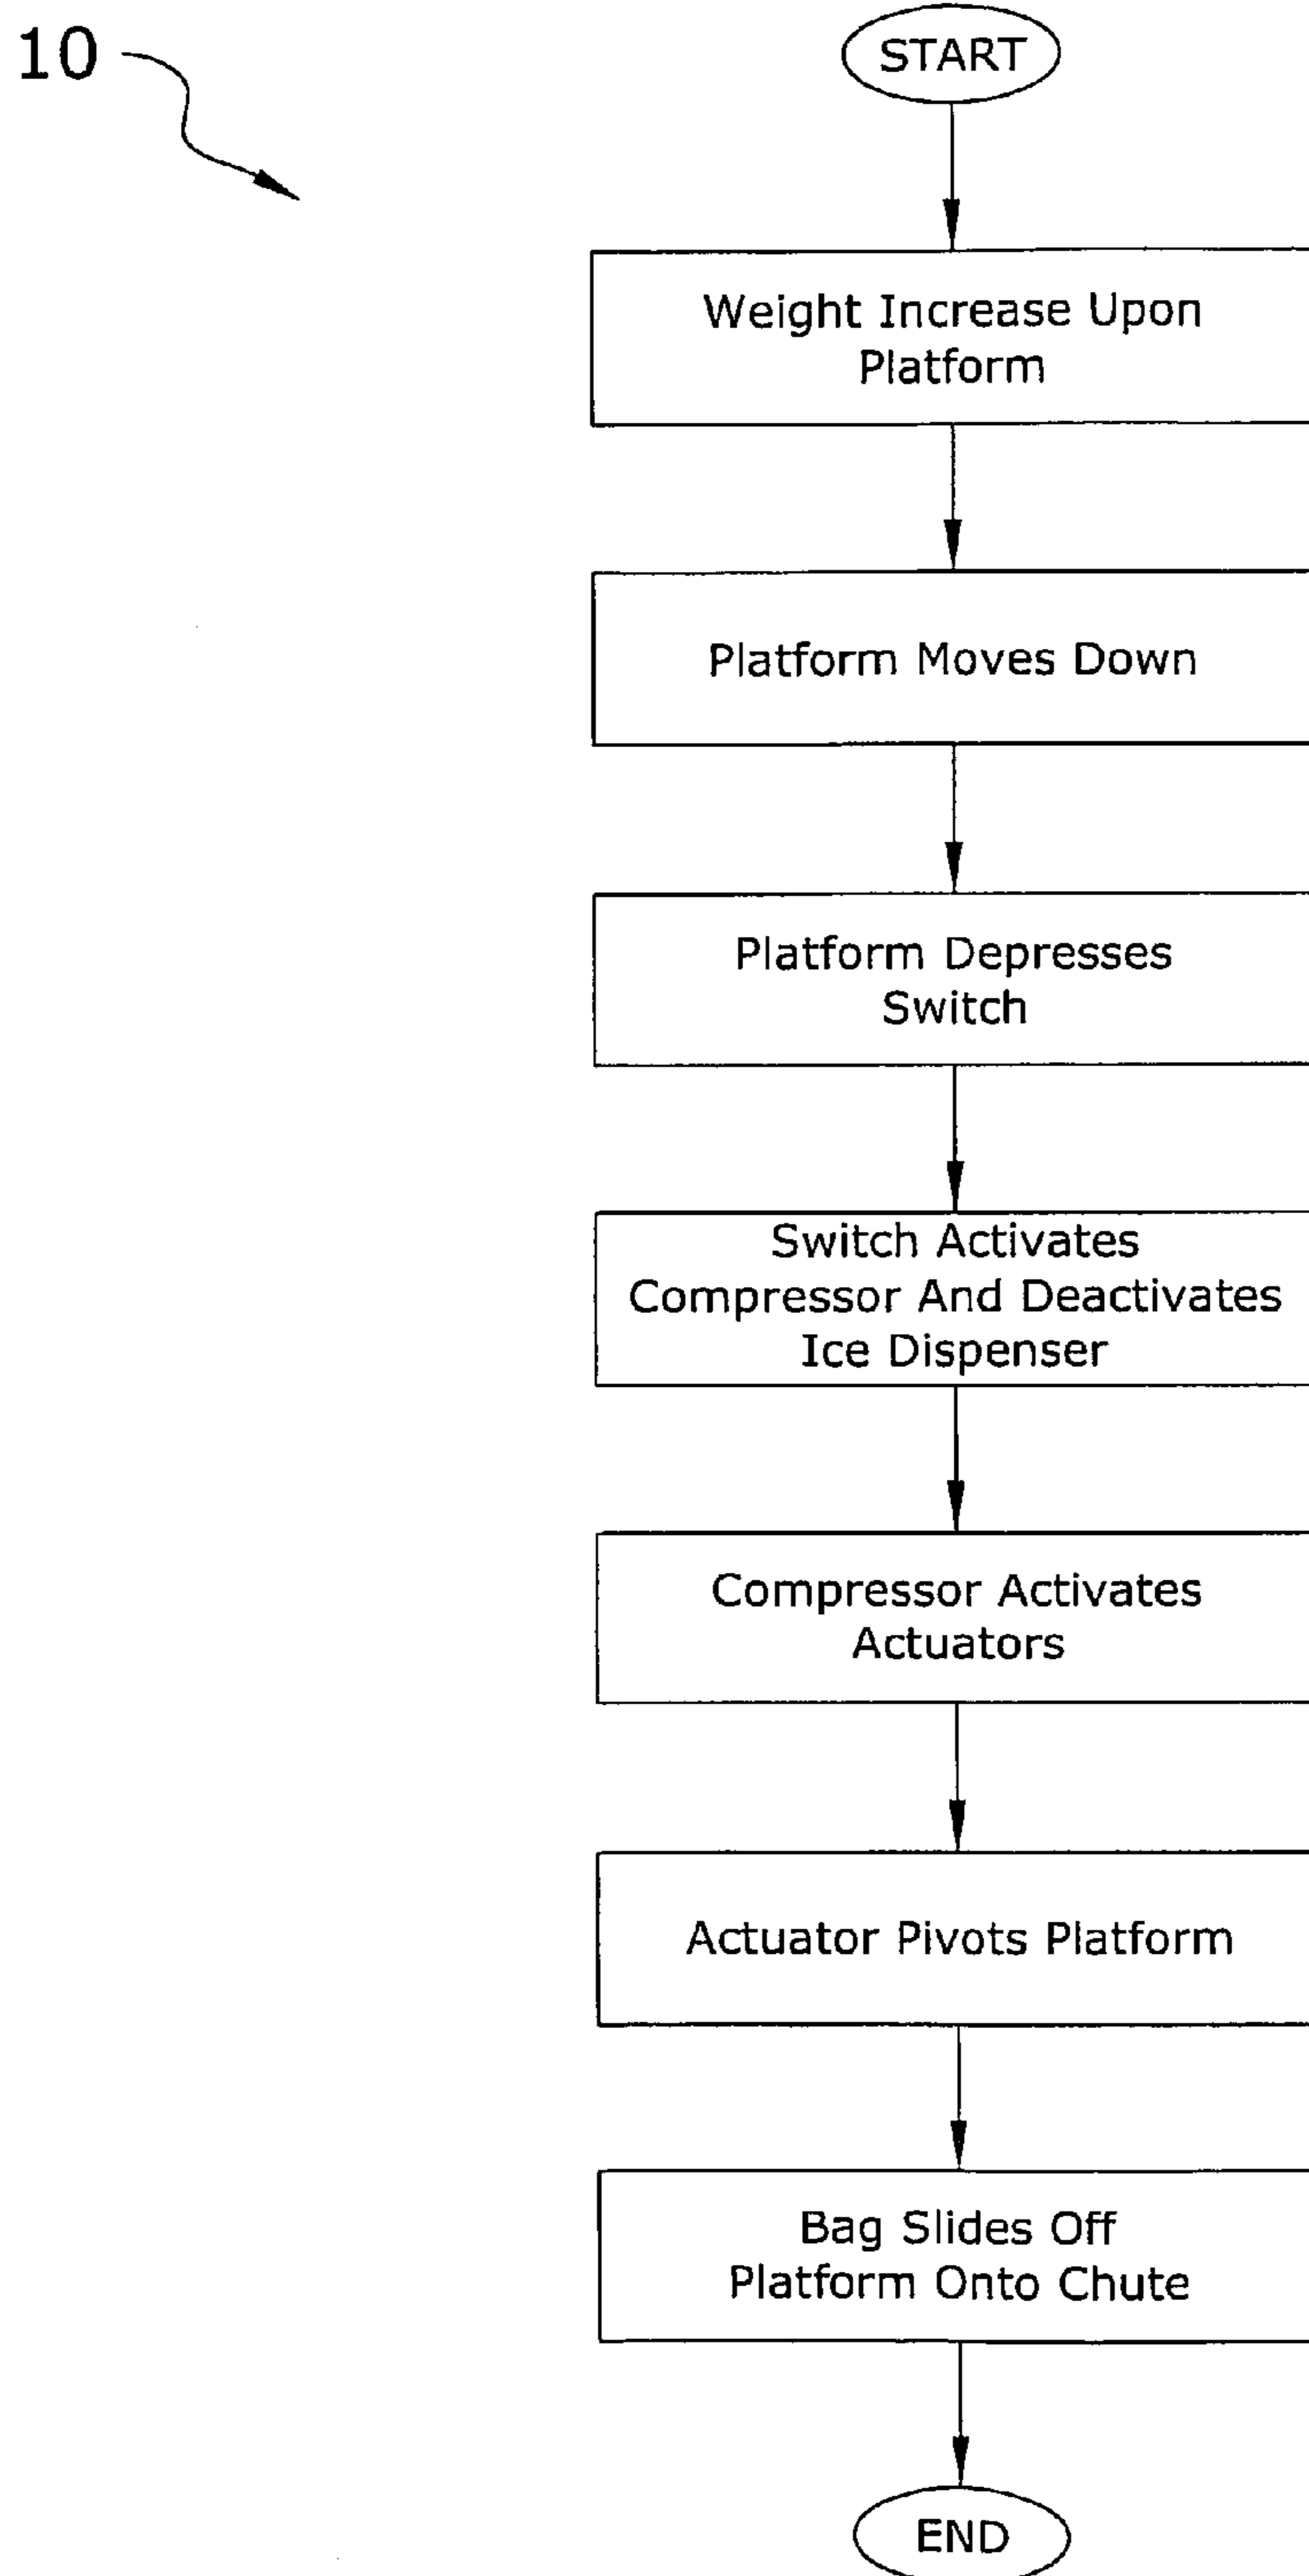 10
START
Weight Increase Upon
Platform
Platform Moves Down
Platform Depresses
Switch
Switch Activates
Compressor And Deactivates
Ice Dispenser
Compressor Activates
Actuators
Actuator Pivots Platform
Bag Slides Off
Platform Onto Chute
END